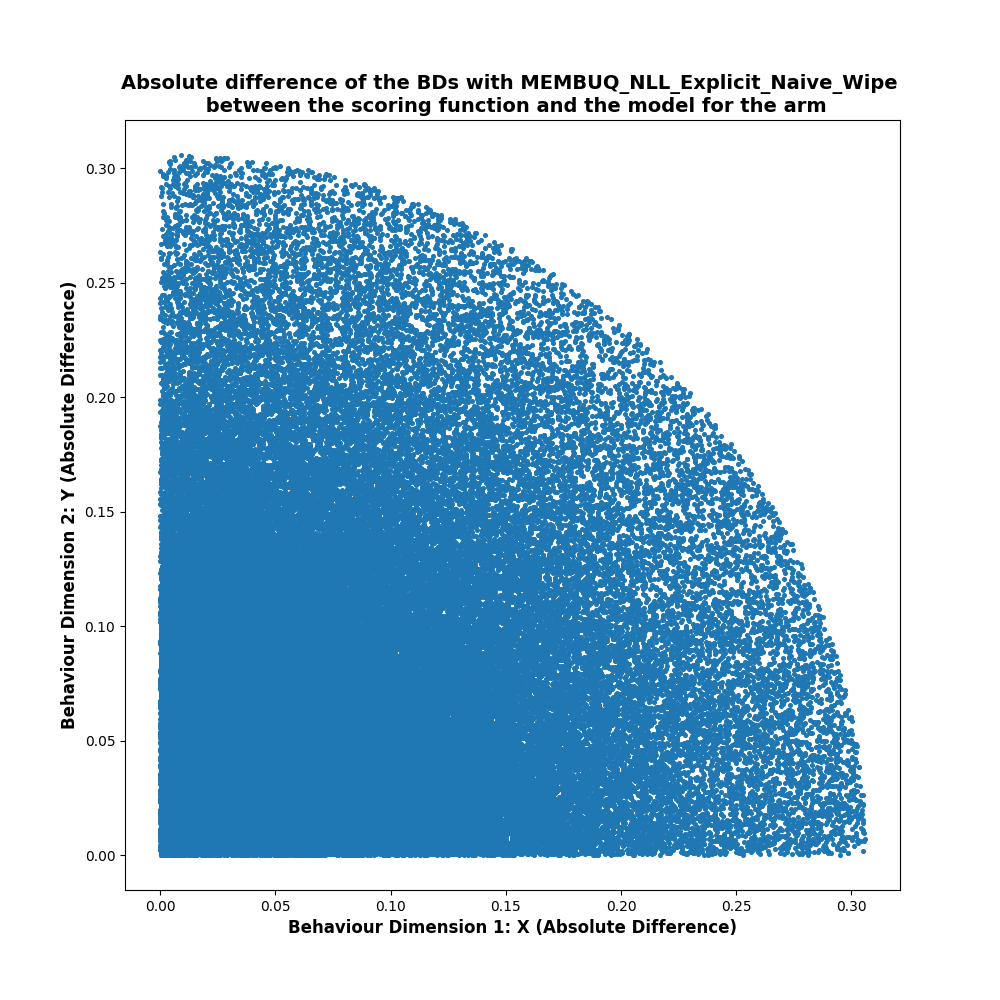 Absolute difference of the BDs with MEMBUQ_NLL_Explicit_Naive_Wipe
between the scoring function and the model for the arm
0.30
0.25
0.20
0.15
0.10
0.05
0.00
Behaviour Dimension 2: Y (Absolute Difference)
0.00 0.05 0.10 0.15 0.20 0.25 0.30
Behaviour Dimension 1: X (Absolute Difference)